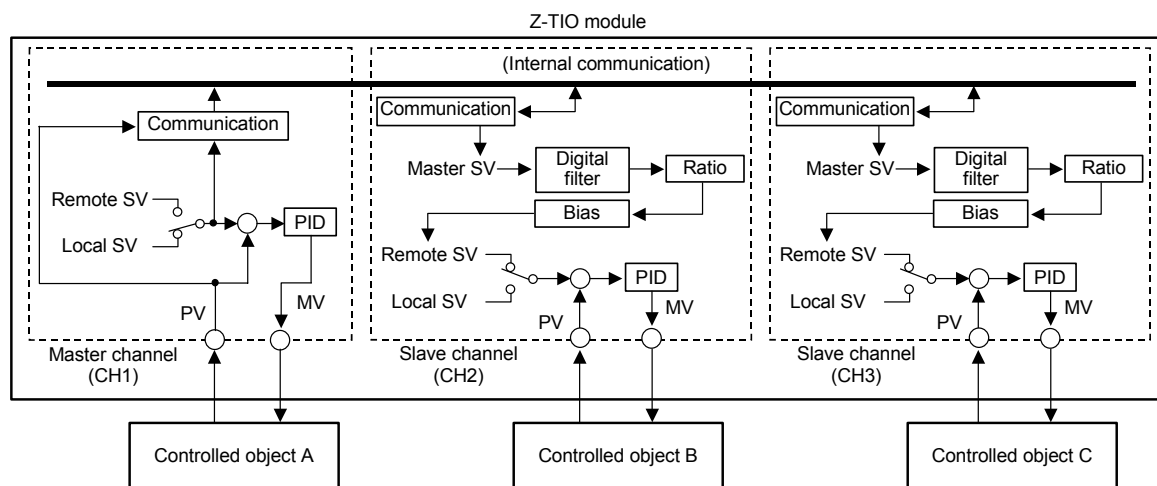 Z-TIO module
(Internal communication)
Communication
Remote SV
Local SV
PID
PV
MV
Master channel
(CH1)
Communication
Master SV
Digital
filter
Ratio
Bias
Remote SV
Local SV
PID
PV
MV
Slave channel
(CH2)
Communication
Master SV
Digital
filter
Ratio
Bias
Remote SV
Local SV
PID
PV
MV
Slave channel
(CH3)
Controlled object A
Controlled object B
Controlled object C